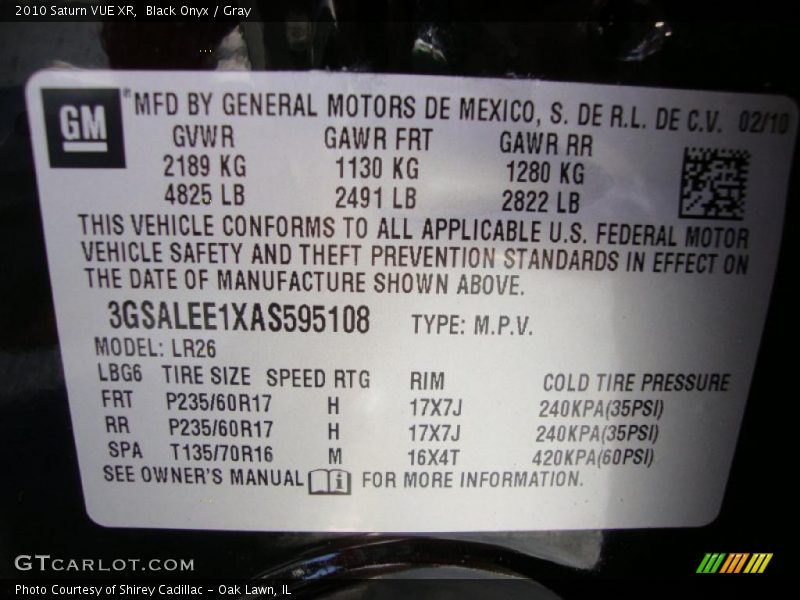 2010 Saturn VUE XR, Black Onyx / Gray
GM ® MFD BY GENERAL MOTORS DE MEXICO, S. DE R.L. DE C.V. 02/10
GVWR GAWR FRT GAWR RR
2189 KG 1130 KG 1280 KG
4825 LB 2491 LB 2822 LB
THIS VEHICLE CONFORMS TO ALL APPLICABLE U.S. FEDERAL MOTOR
VEHICLE SAFETY AND THEFT PREVENTION STANDARDS IN EFFECT ON
THE DATE OF MANUFACTURE SHOWN ABOVE.
3GSALEE1XAS595108 TYPE: M.P.V.
MODEL: LR26
LBG6 TIRE SIZE SPEED RTG RIM COLD TIRE PRESSURE
FRT P235/60R17 H 17X7J 240KPA(35PSI)
RR P235/60R17 H 17X7J 240KPA(35PSI)
SPA T135/70R16 M 16X4T 420KPA(60PSI)
SEE OWNER'S MANUAL i FOR MORE INFORMATION.
GTCARLOT.COM
Photo Courtesy of Shirey Cadillac - Oak Lawn, IL